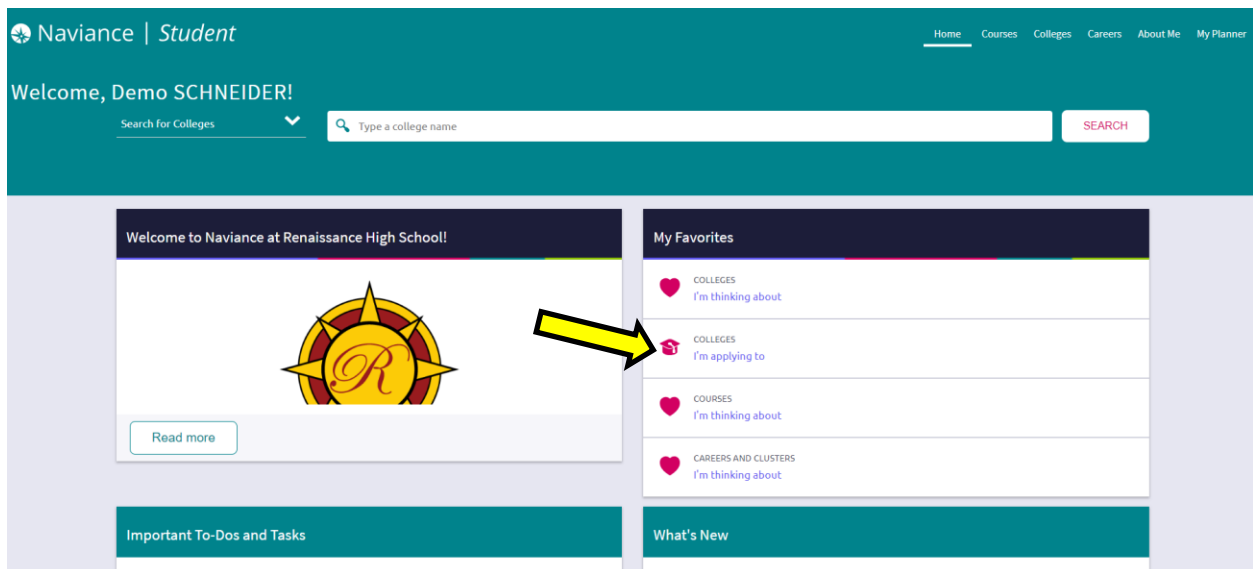 Naviance | Student
Home Courses Colleges Careers About Me My Planner
Welcome, Demo SCHNEIDER!
Search for Colleges
Type a college name
SEARCH
Welcome to Naviance at Renaissance High School!
R
Read more
My Favorites
COLLEGES
I'm thinking about
COLLEGES
I'm applying to
COURSES
I'm thinking about
CAREERS AND CLUSTERS
I'm thinking about
Important To-Dos and Tasks
What's New